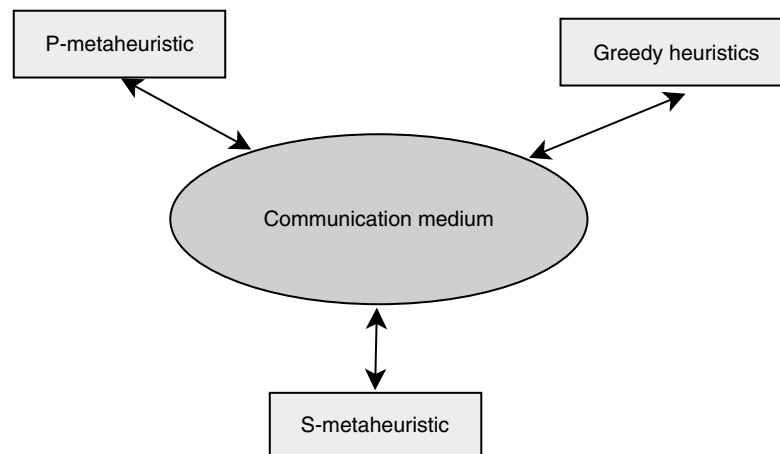 P-metaheuristic
Greedy heuristics
Communication medium
S-metaheuristic